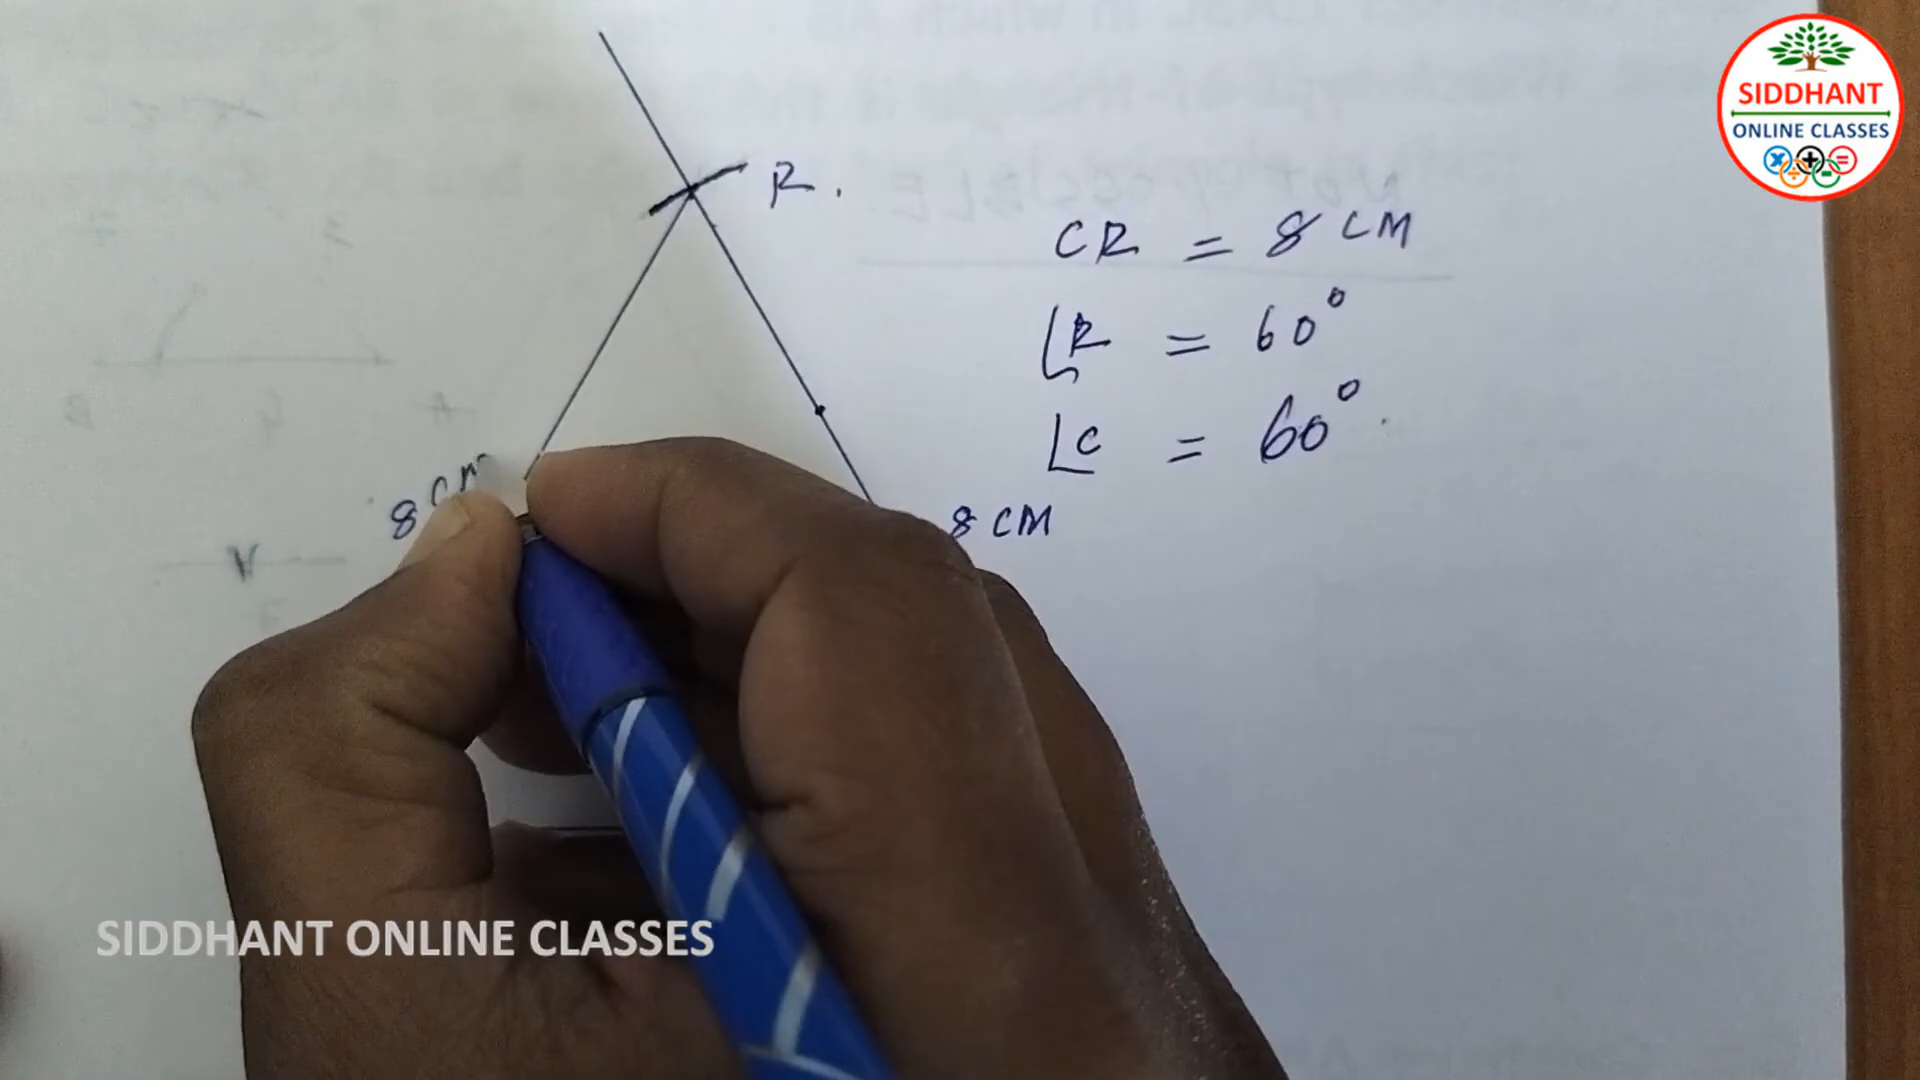 SIDDHANT
ONLINE CLASSES
R.
CR = 8 CM
∠R = 60°
∠C = 60°
8 CM
8 CM
SIDDHANT ONLINE CLASSES